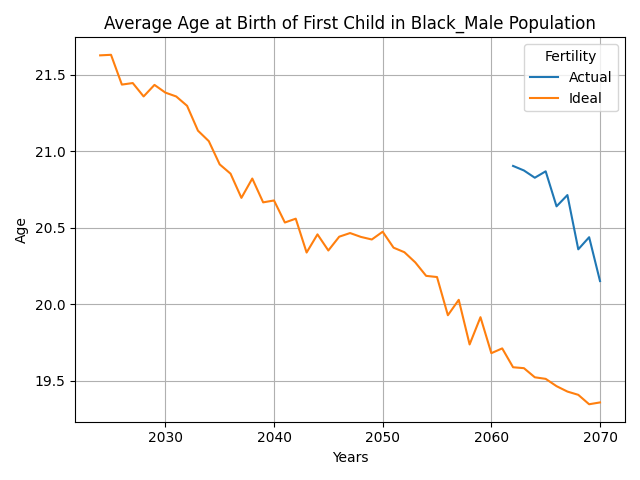 Average Age at Birth of First Child in Black_Male Population
Fertility
Actual
Ideal
Age
21.5
21.0
20.5
20.0
19.5
2030 2040 2050 2060 2070
Years